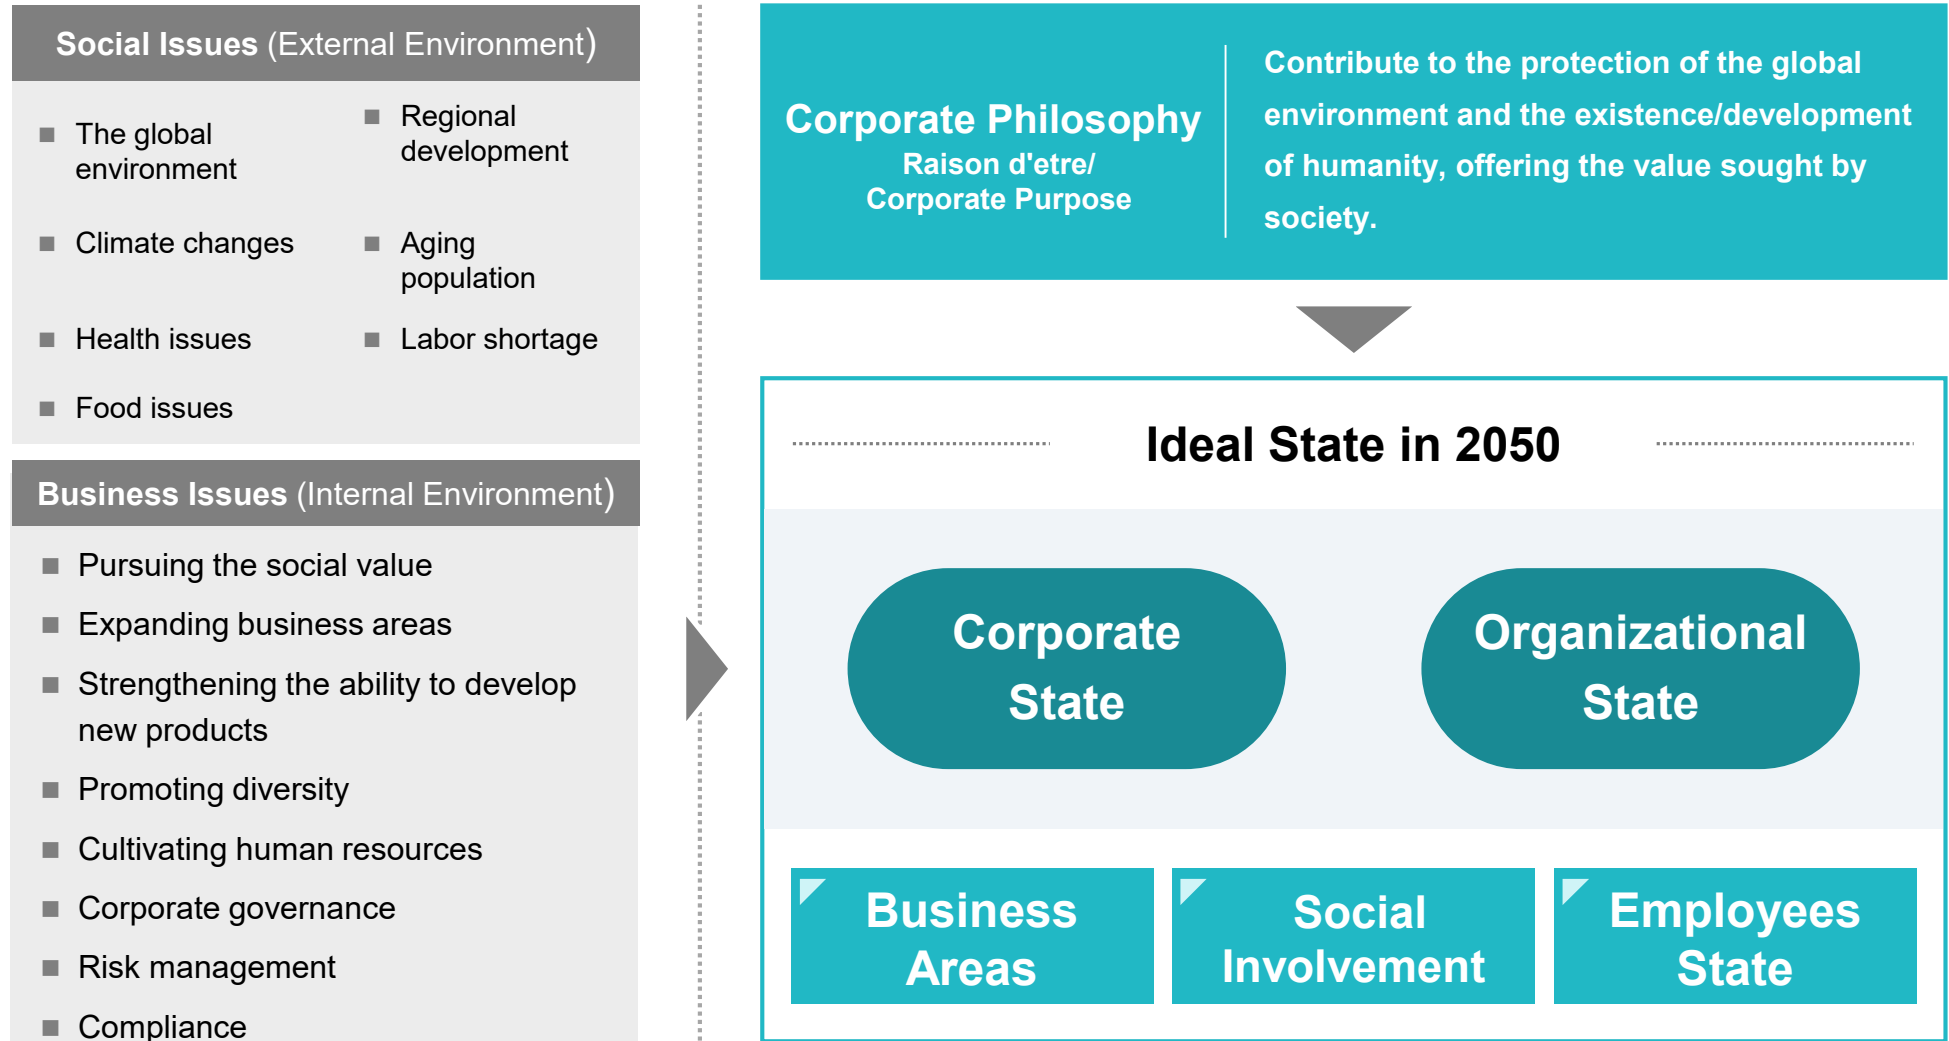 Social Issues (External Environment)
The global
environment
Climate changes
Health issues
Food issues
Regional
development
Aging
population
Labor shortage
Business Issues (Internal Environment)
Pursuing the social value
Expanding business areas
Strengthening the ability to develop
new products
Promoting diversity
Cultivating human resources
Corporate governance
Risk management
Compliance
Corporate Philosophy
Raison d'etre/
Corporate Purpose
Contribute to the protection of the global
environment and the existence/development
of humanity, offering the value sought by
society.
Ideal State in 2050
Corporate
State
Organizational
State
Business
Areas
Social
Involvement
Employees
State